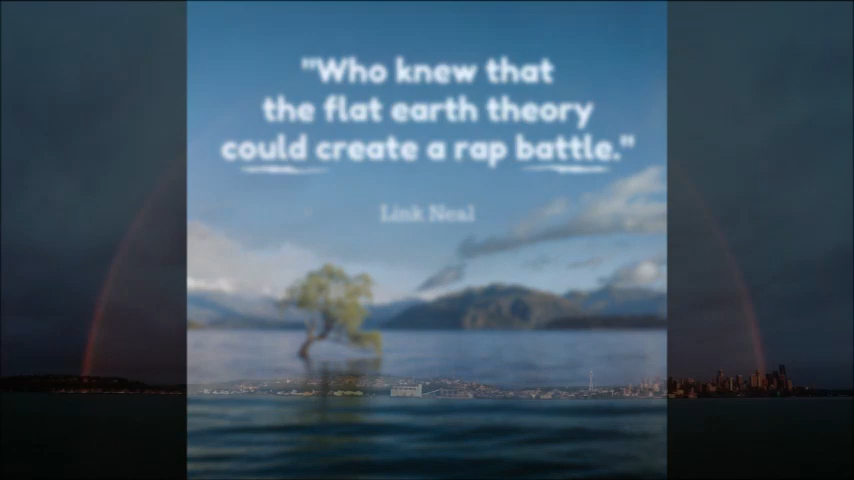 "Who knew that
the flat earth theory
could create a rap battle."
Link Neal